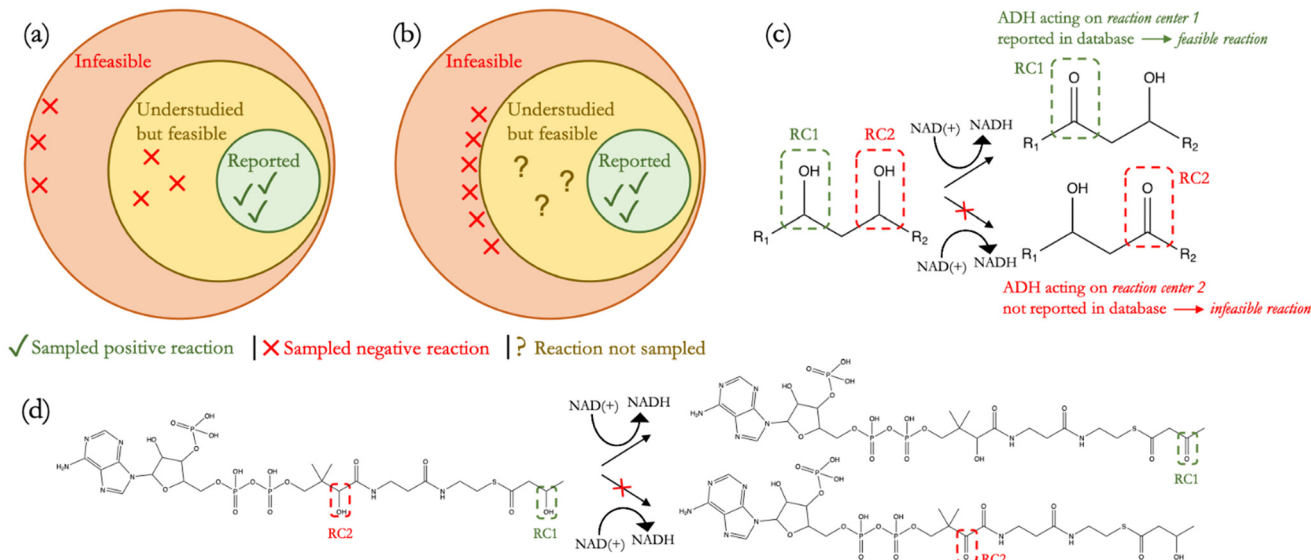 (a)
Infeasible
Understudied
but feasible
Reported
(b)
Infeasible
Understudied
but feasible
Reported
? ? ?
(c)
ADH acting on reaction center 1
reported in database → feasible reaction
RC1
O
OH
R₁
R₂
RC1
RC2
OH
OH
R₁
R₂
NAD(+)
NADH
NAD(+)
NADH
OH
O
RC2
R₁
R₂
ADH acting on reaction center 2
not reported in database → infeasible reaction
✓ Sampled positive reaction | ✕ Sampled negative reaction | ? Reaction not sampled
(d)
NAD(+)
NADH
NAD(+)
NADH
RC2
RC1
RC1
RC2